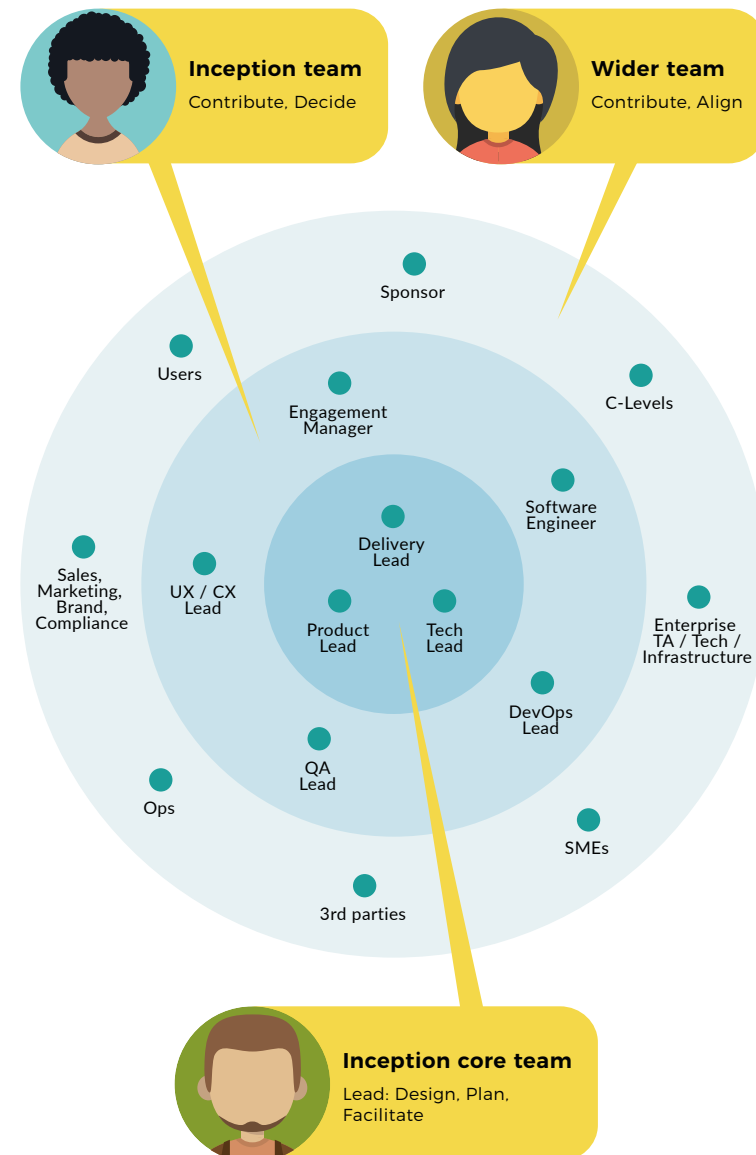 Inception team
Contribute, Decide
Wider team
Contribute, Align
Sponsor
Users
C-Levels
Engagement
Manager
Software
Engineer
Delivery
Lead
Sales,
Marketing,
Brand,
Compliance
UX / CX
Lead
Product
Lead
Tech
Lead
Enterprise
TA / Tech /
Infrastructure
DevOps
Lead
QA
Lead
Ops
SMEs
3rd parties
Inception core team
Lead: Design, Plan,
Facilitate